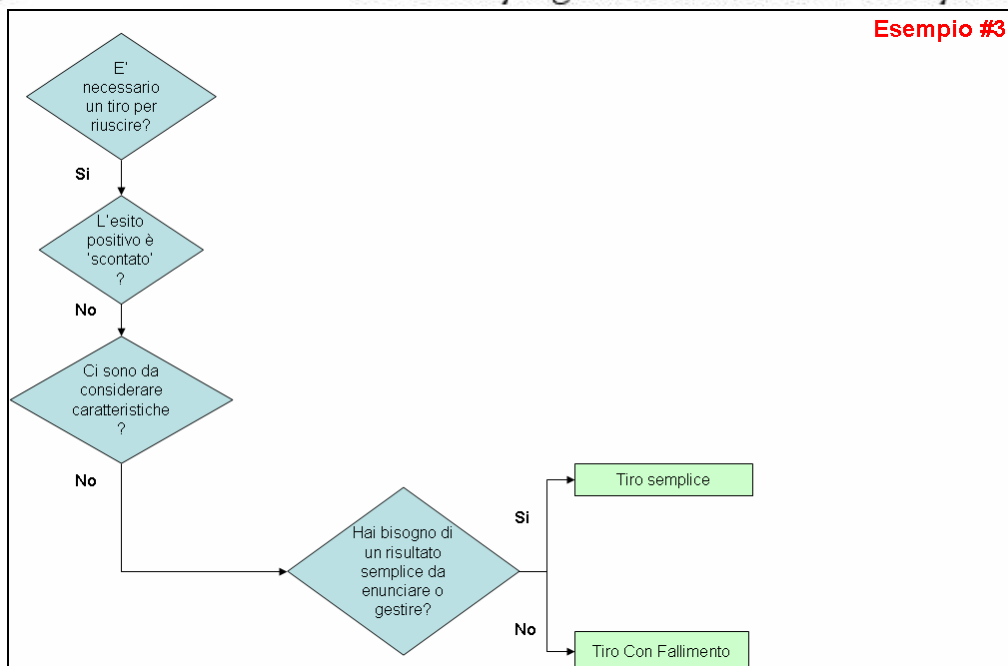 Esempio #3
E'
necessario
un tiro per
riuscire?
Si
L'esito
positivo è
'scontato'
?
No
Ci sono da
considerare
caratteristiche
?
No
Hai bisogno di
un risultato
semplice da
enunciare o
gestire?
Si
Tiro semplice
No
Tiro Con Fallimento